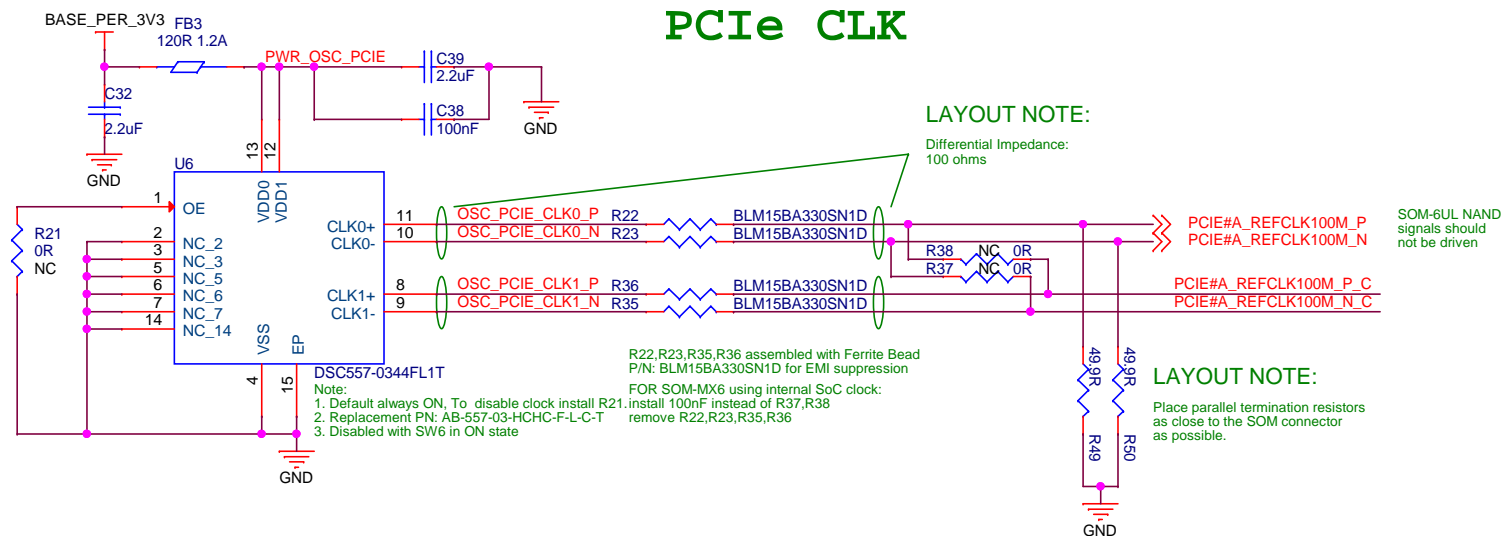 PCIe CLK
BASE_PER_3V3
FB3
120R 1.2A
PWR_OSC_PCIE
C39
2.2uF
C38
100nF
GND
C32
2.2uF
GND
LAYOUT NOTE:
Differential Impedance:
100 ohms
U6
13
12
VDD0
VDD1
1
OE
R21
0R
NC
2
NC_2
3
NC_3
5
NC_5
6
NC_6
7
NC_7
14
NC_14
CLK0+
11
OSC_PCIE_CLK0_P
R22
BLM15BA330SN1D
PCIE#A_REFCLK100M_P
CLK0-
10
OSC_PCIE_CLK0_N
R23
BLM15BA330SN1D
PCIE#A_REFCLK100M_N
SOM-6UL NAND
signals should
not be driven
R38
NC
0R
R37
NC
0R
CLK1+
8
OSC_PCIE_CLK1_P
R36
BLM15BA330SN1D
PCIE#A_REFCLK100M_P_C
CLK1-
9
OSC_PCIE_CLK1_N
R35
BLM15BA330SN1D
PCIE#A_REFCLK100M_N_C
VSS
EP
4
15
DSC557-0344FL1T
Note:
1. Default always ON, To disable clock install R21.
2. Replacement PN: AB-557-03-HCHC-F-L-C-T
3. Disabled with SW6 in ON state
GND
R22,R23,R35,R36 assembled with Ferrite Bead
P/N: BLM15BA330SN1D for EMI suppression
FOR SOM-MX6 using internal SoC clock:
install 100nF instead of R37,R38
remove R22,R23,R35,R36
49.9R
R49
49.9R
R50
GND
LAYOUT NOTE:
Place parallel termination resistors
as close to the SOM connector
as possible.